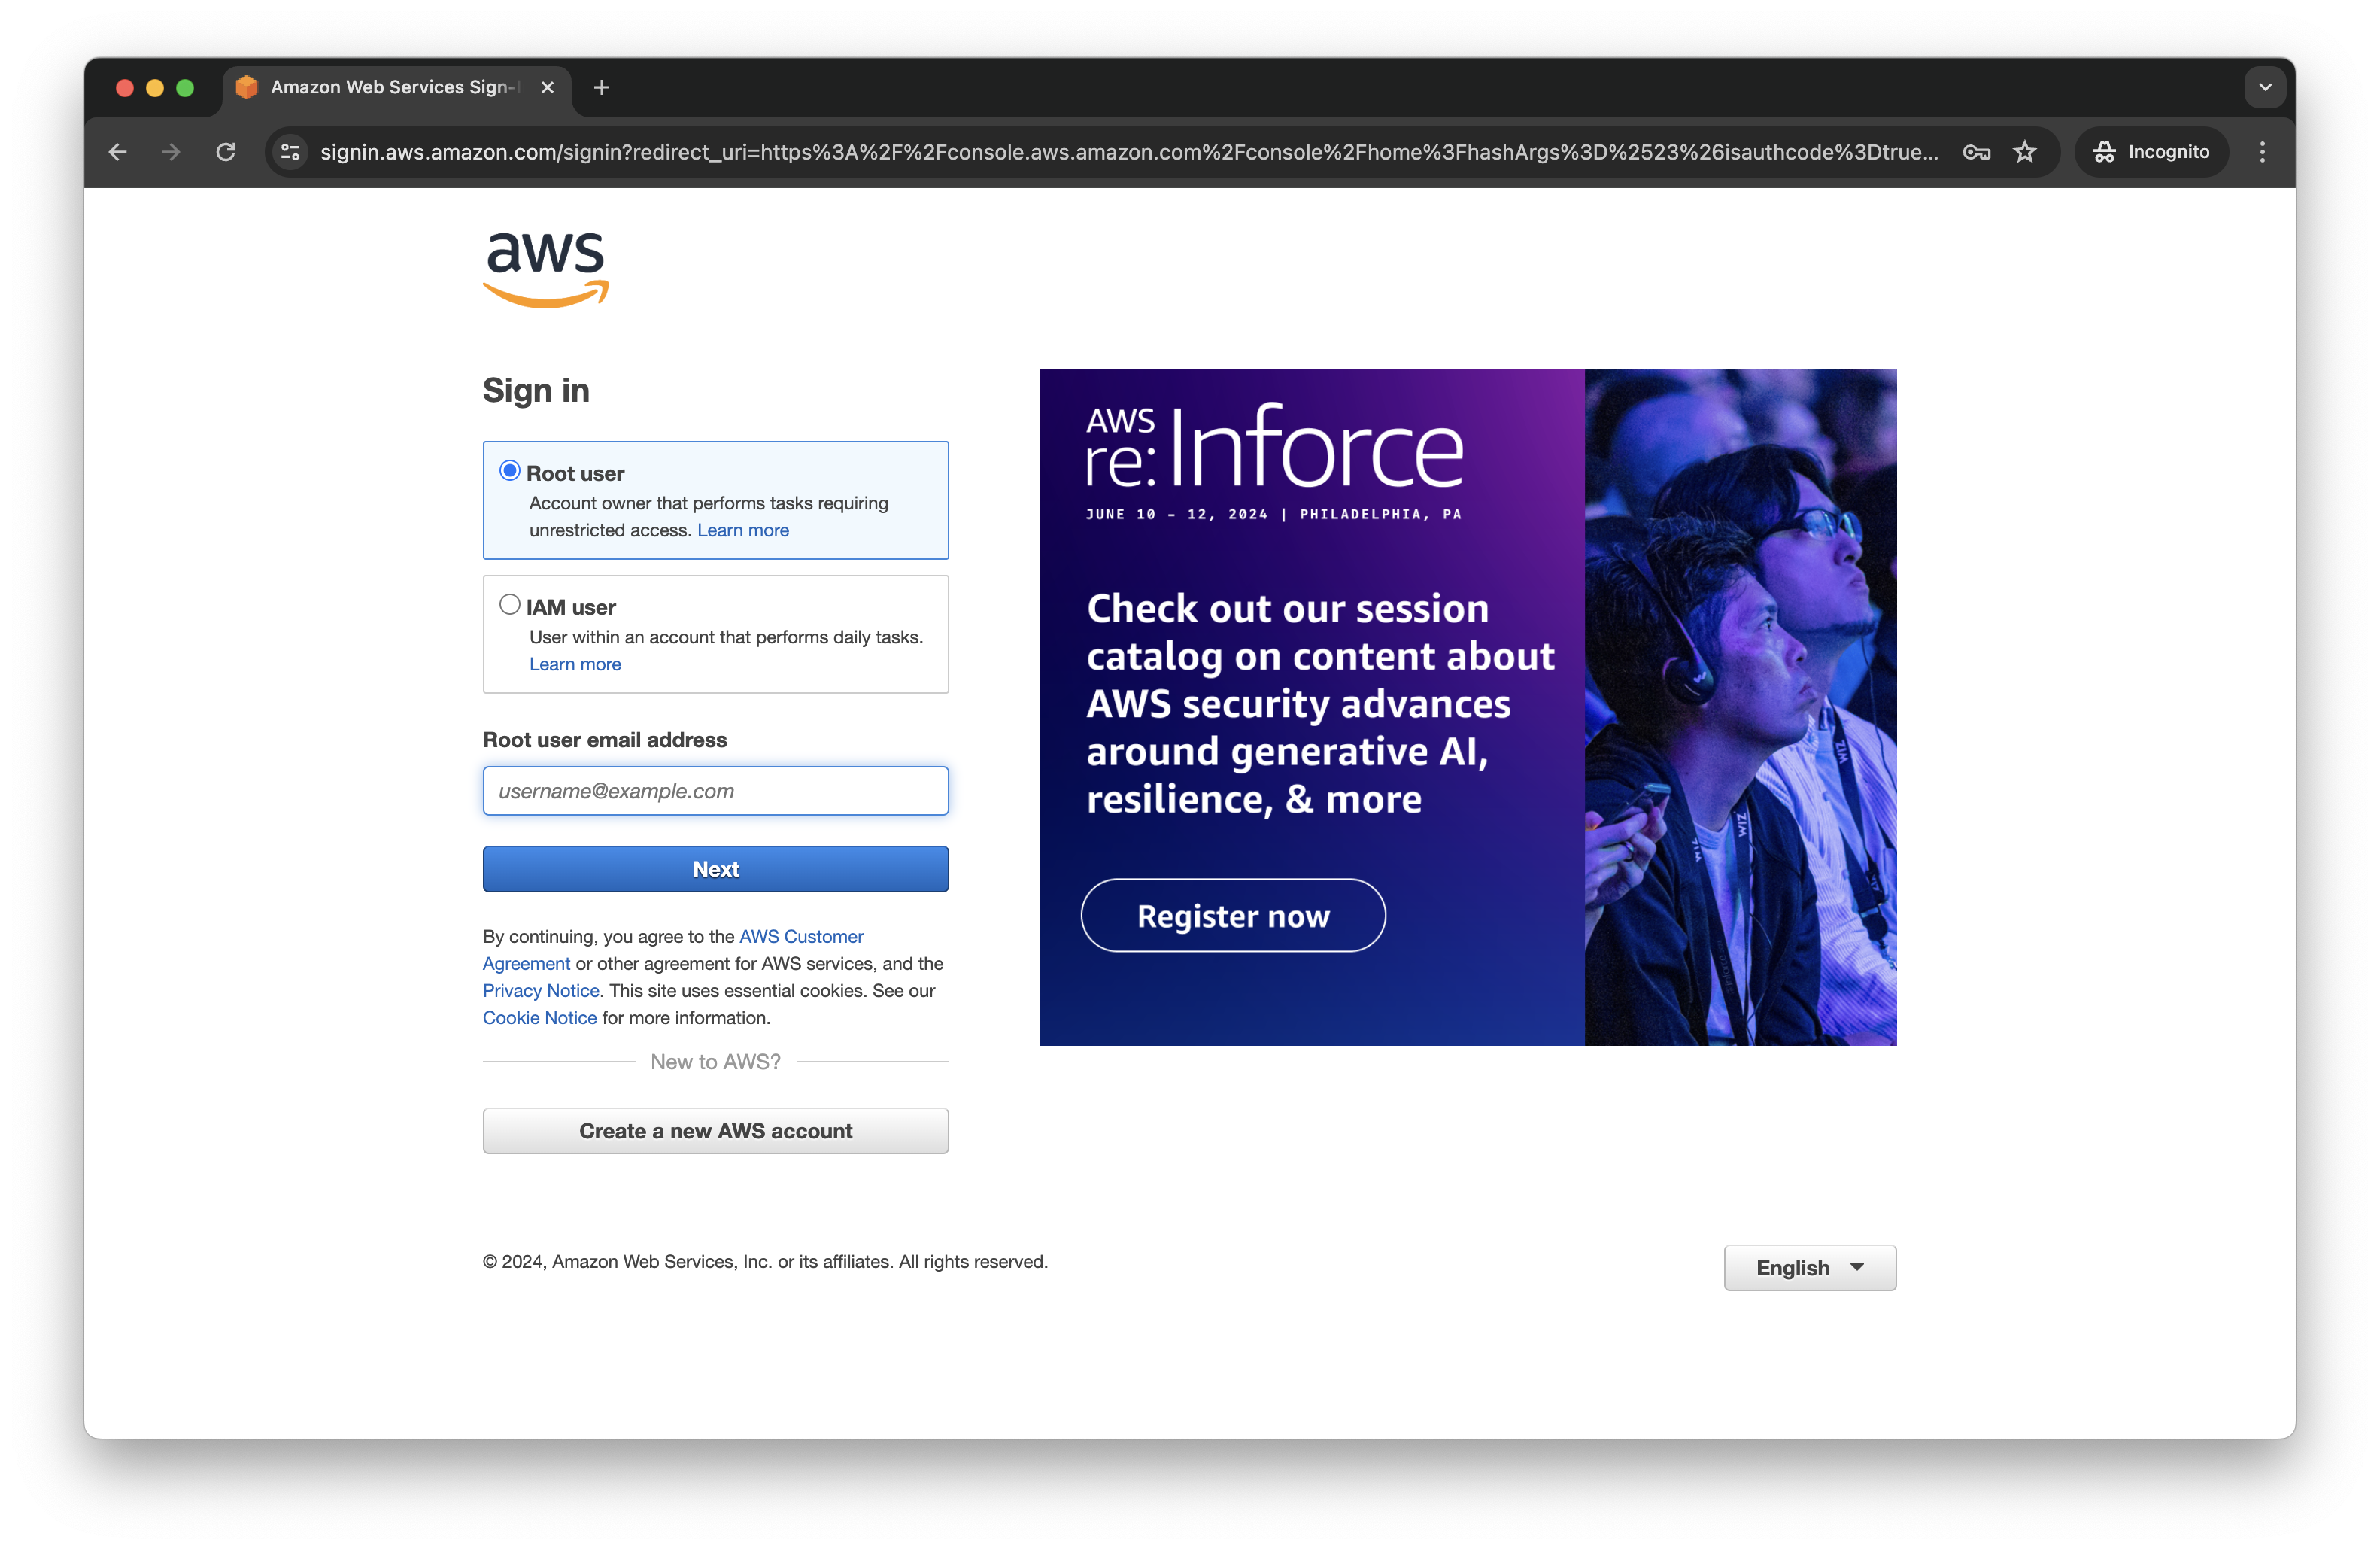 Amazon Web Services Sign-I
signin.aws.amazon.com/signin?redirect_uri=https%3A%2F%2Fconsole.aws.amazon.com%2Fconsole%2Fhome%3FhashArgs%3D%2523%26isauthcode%3Dtrue...
Incognito
aws
Sign in
Root user
Account owner that performs tasks requiring
unrestricted access. Learn more
IAM user
User within an account that performs daily tasks.
Learn more
Root user email address
username@example.com
Next
By continuing, you agree to the AWS Customer
Agreement or other agreement for AWS services, and the
Privacy Notice. This site uses essential cookies. See our
Cookie Notice for more information.
New to AWS?
Create a new AWS account
AWS
re:Inforce
JUNE 10 – 12, 2024 | PHILADELPHIA, PA
Check out our session
catalog on content about
AWS security advances
around generative AI,
resilience, & more
Register now
WIZ
WIZ
WIZ
© 2024, Amazon Web Services, Inc. or its affiliates. All rights reserved.
English